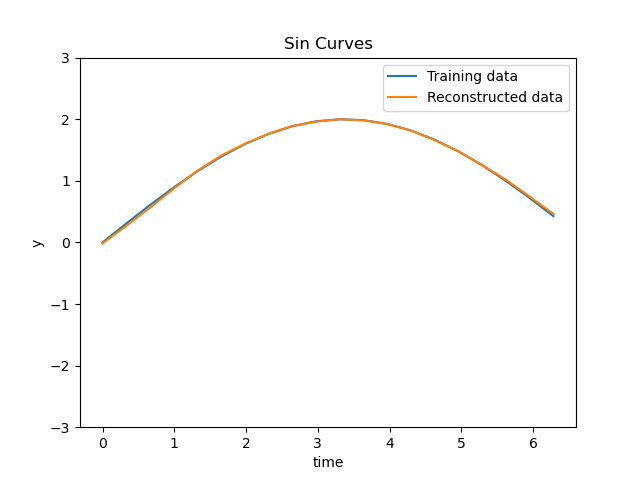 Sin Curves
Training data
Reconstructed data
3
2
1
0
−1
−2
−3
y
0 1 2 3 4 5 6
time